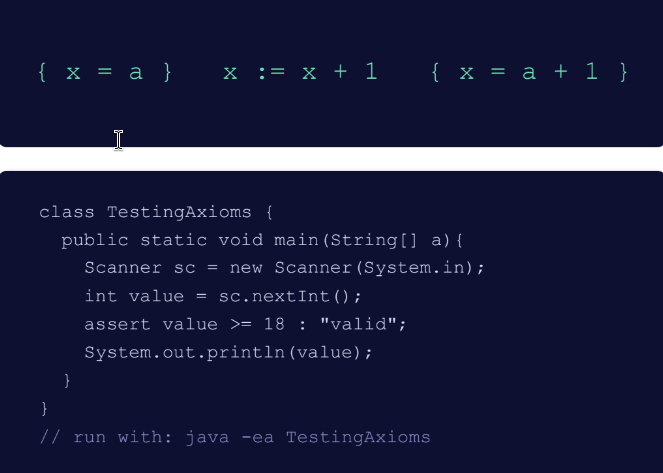 { x = a } x := x + 1 { x = a + 1 }
class TestingAxioms {
public static void main(String[] a){
Scanner sc = new Scanner(System.in);
int value = sc.nextInt();
assert value >= 18 : "valid";
System.out.println(value);
}
}
// run with: java -ea TestingAxioms